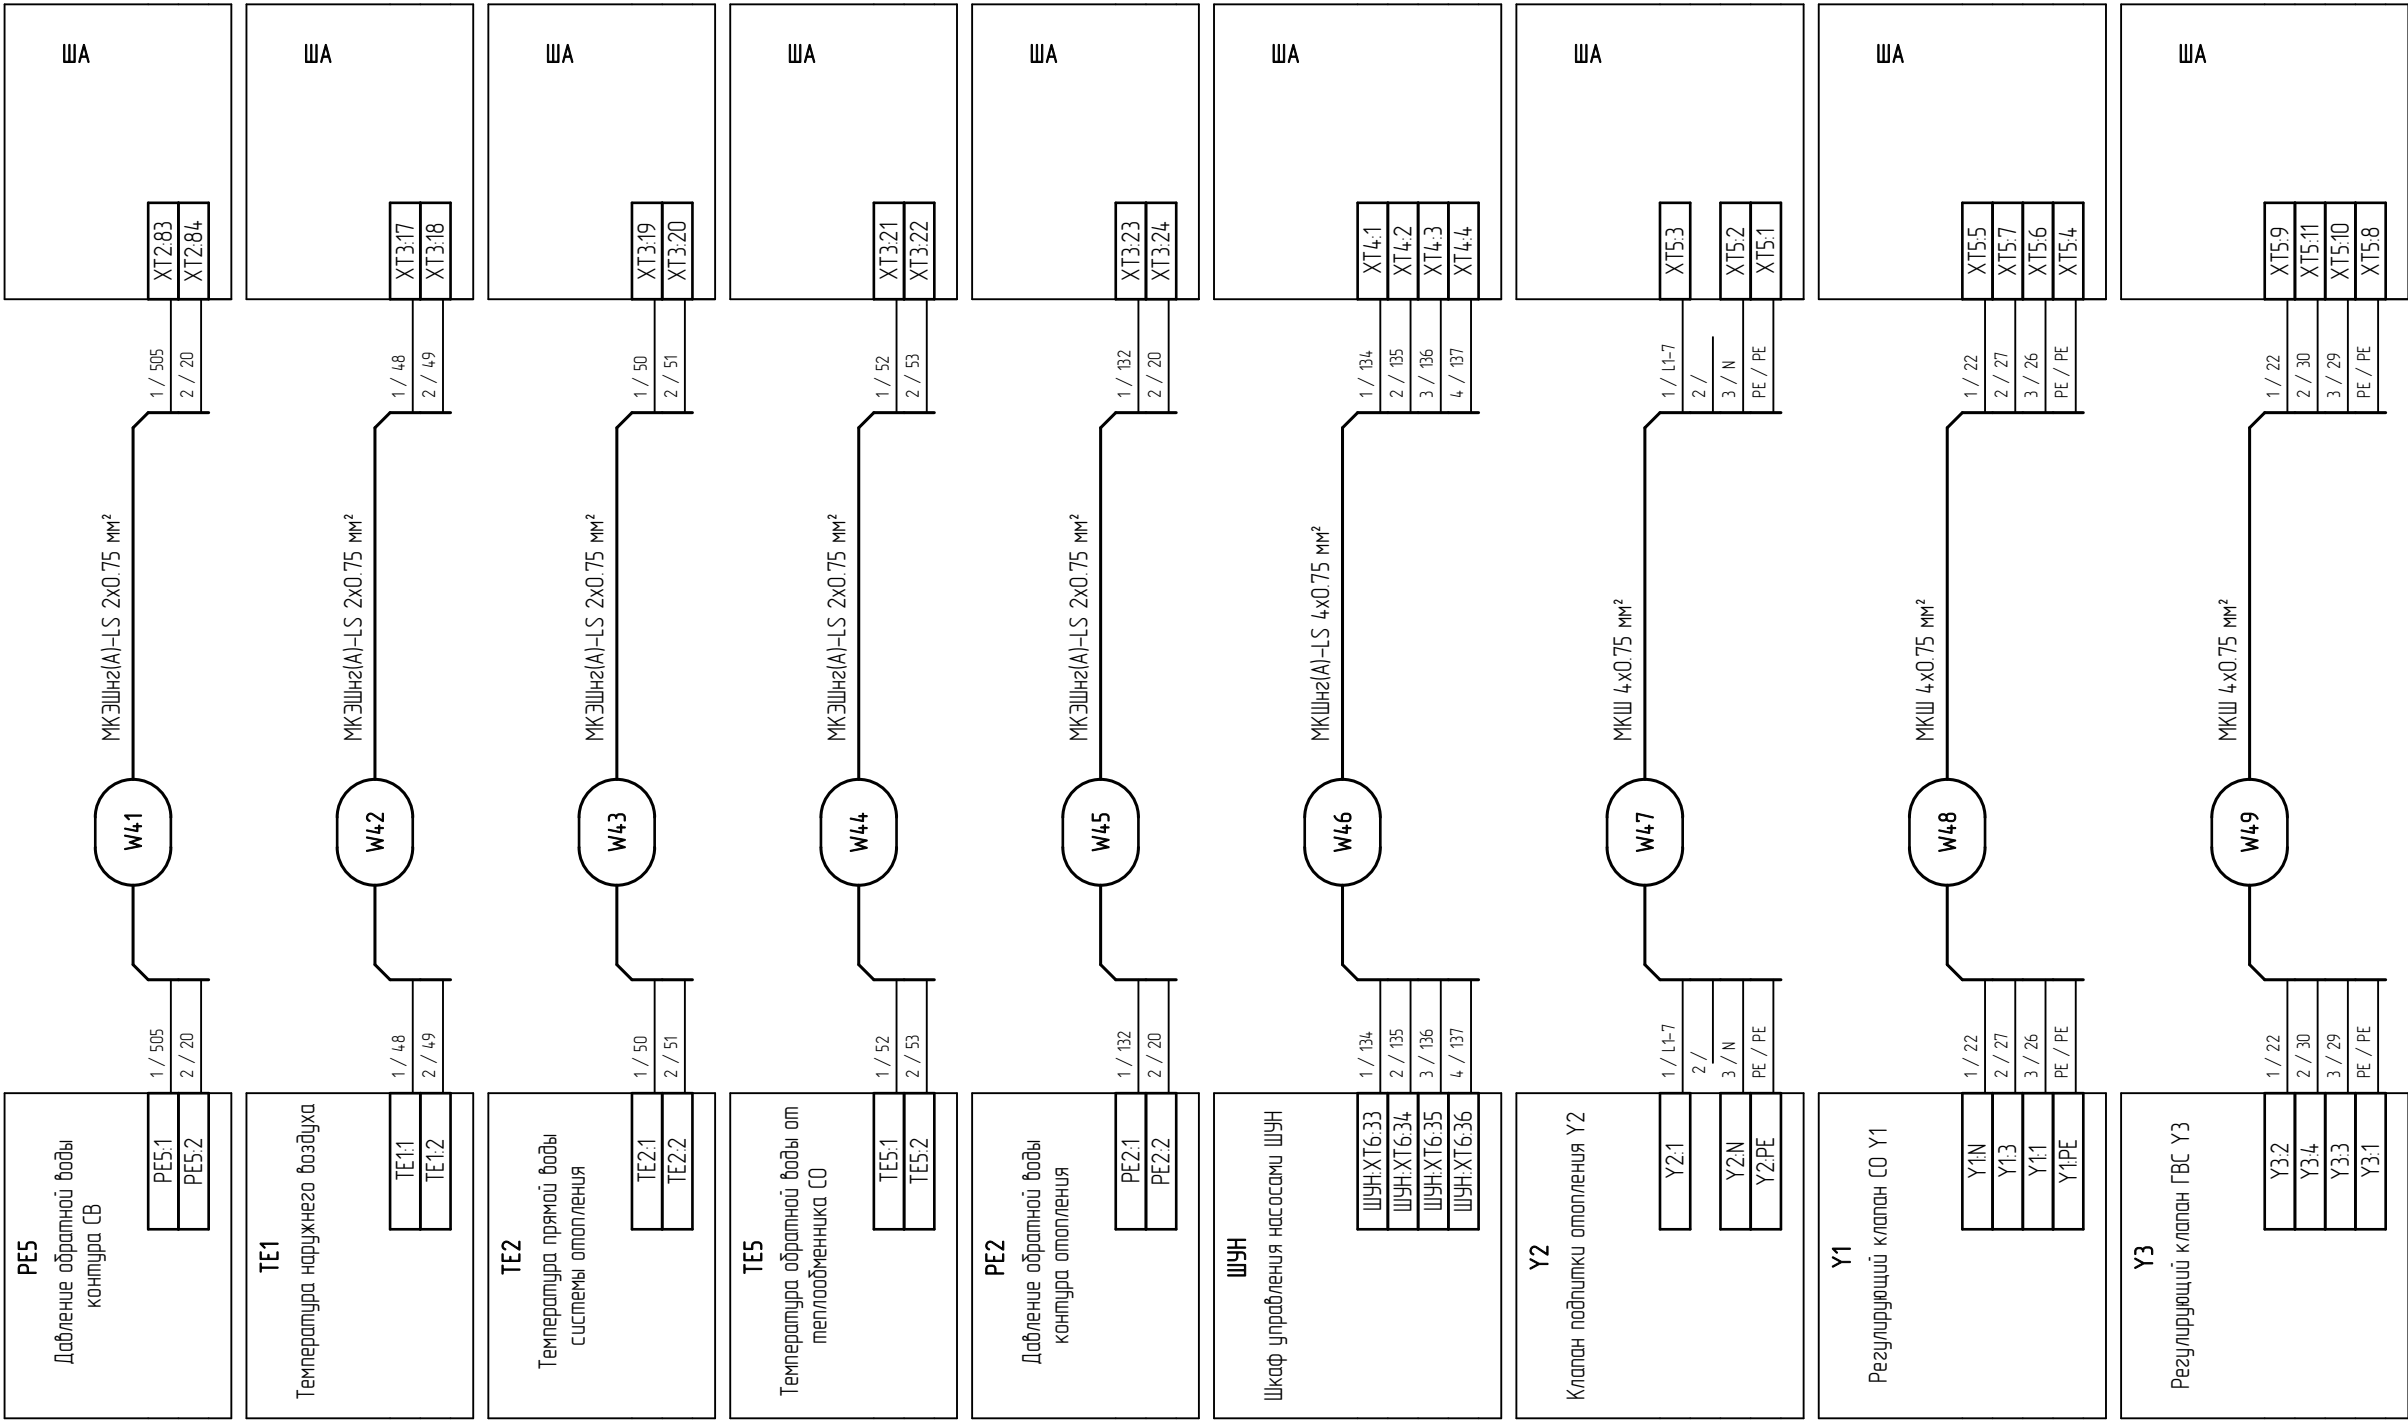 PE5
Давление обратной воды
контура СВ
PE5:1
PE5:2
1 / 505
2 / 20
W41
МКЭШнг(А)-LS 2x0.75 мм²
1 / 505
2 / 20
XT2:83
XT2:84
ША
TE1
Температура наружнего воздуха
TE1:1
TE1:2
1 / 48
2 / 49
W42
МКЭШнг(А)-LS 2x0.75 мм²
1 / 48
2 / 49
XT3:17
XT3:18
ША
TE2
Температура прямой воды
системы отопления
TE2:1
TE2:2
1 / 50
2 / 51
W43
МКЭШнг(А)-LS 2x0.75 мм²
1 / 50
2 / 51
XT3:19
XT3:20
ША
TE5
Температура обратной воды от
теплообменника СО
TE5:1
TE5:2
1 / 52
2 / 53
W44
МКЭШнг(А)-LS 2x0.75 мм²
1 / 52
2 / 53
XT3:21
XT3:22
ША
PE2
Давление обратной воды
контура отопления
PE2:1
PE2:2
1 / 132
2 / 20
W45
МКЭШнг(А)-LS 2x0.75 мм²
1 / 132
2 / 20
XT3:23
XT3:24
ША
ШУН
Шкаф управления насосами ШУН
ШУН:XT6:33
ШУН:XT6:34
ШУН:XT6:35
ШУН:XT6:36
1 / 134
2 / 135
3 / 136
4 / 137
W46
МКШнг(А)-LS 4x0.75 мм²
1 / 134
2 / 135
3 / 136
4 / 137
XT4:1
XT4:2
XT4:3
XT4:4
ША
Y2
Клапан подпитки отопления Y2
Y2:1
Y2:N
Y2:PE
1 / L1-7
2 /
3 / N
PE / PE
W47
МКШ 4x0.75 мм²
1 / L1-7
2 /
3 / N
PE / PE
XT5:3
XT5:2
XT5:1
ША
Y1
Регулирующий клапан СО Y1
Y1:N
Y1:3
Y1:1
Y1:PE
1 / 22
2 / 27
3 / 26
PE / PE
W48
МКШ 4x0.75 мм²
1 / 22
2 / 27
3 / 26
PE / PE
XT5:5
XT5:7
XT5:6
XT5:4
ША
Y3
Регулирующий клапан ГВС Y3
Y3:2
Y3:4
Y3:3
Y3:1
1 / 22
2 / 30
3 / 29
PE / PE
W49
МКШ 4x0.75 мм²
1 / 22
2 / 30
3 / 29
PE / PE
XT5:9
XT5:11
XT5:10
XT5:8
ША